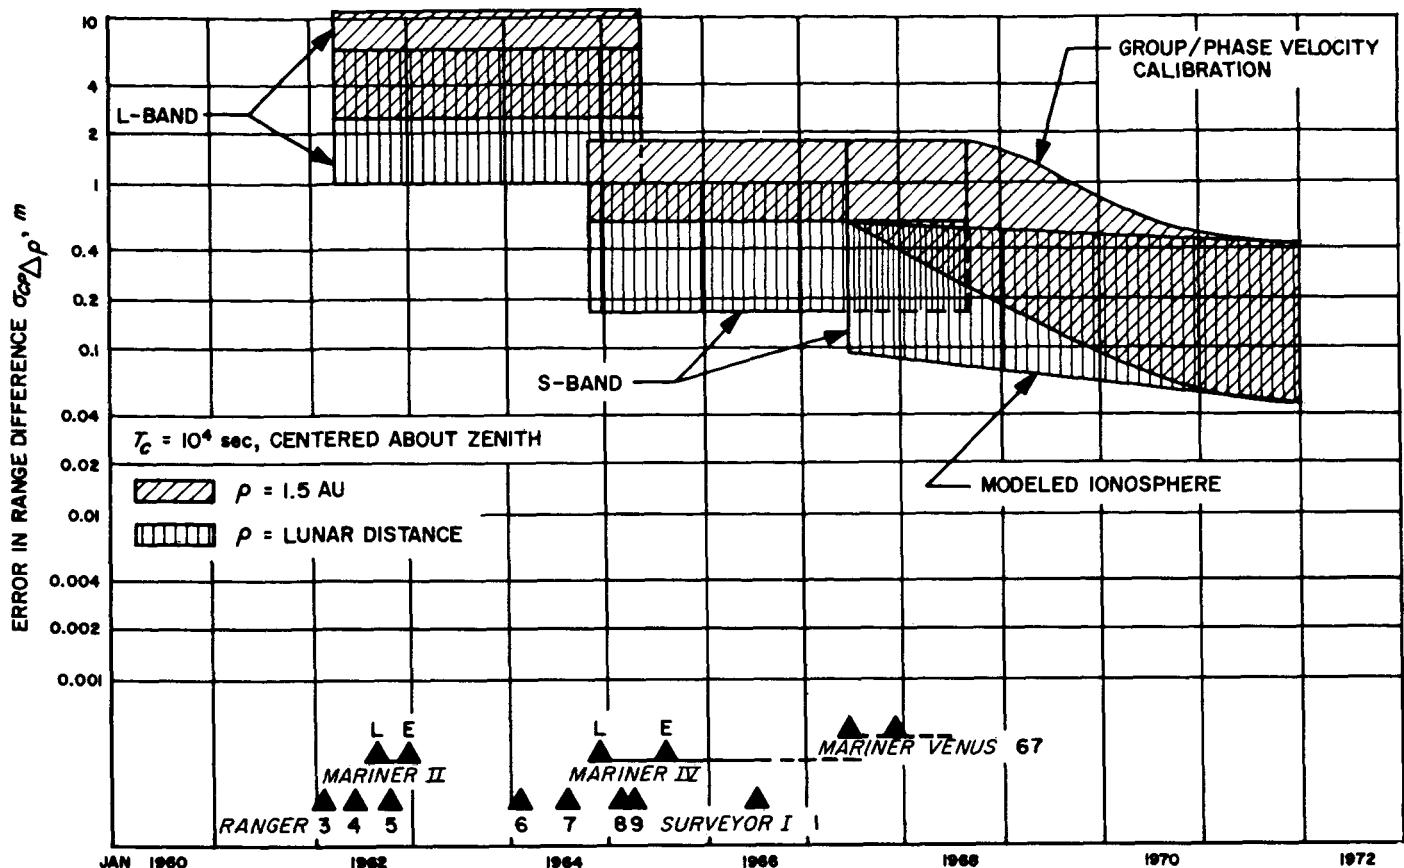 ERROR IN RANGE DIFFERENCE σCPΔρ, m
10
4
2
1
0.4
0.2
0.1
0.04
0.02
0.01
0.004
0.002
0.001
L-BAND
GROUP/PHASE VELOCITY
CALIBRATION
S-BAND
MODELED IONOSPHERE
Tc = 10⁴ sec, CENTERED ABOUT ZENITH
ρ = 1.5 AU
ρ = LUNAR DISTANCE
L E
MARINER II
L E
MARINER IV
MARINER VENUS 67
RANGER 3 4 5 6 7 8 9 SURVEYOR I 1
JAN 1960 1962 1964 1966 1968 1970 1972